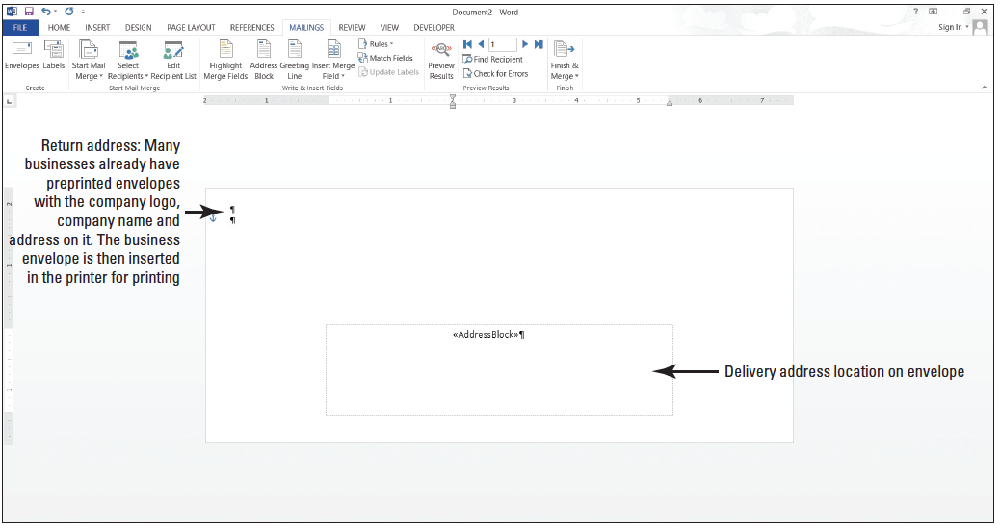 Document2 - Word
?
FILE HOME INSERT DESIGN PAGE LAYOUT REFERENCES MAILINGS REVIEW VIEW DEVELOPER Sign In
Envelopes Labels
Create
Start Mail Merge
Select Recipients
Edit Recipient List
Start Mail Merge
Highlight Merge Fields
Address Block
Greeting Line
Insert Merge Field
Rules
Match Fields
Update Labels
Write & Insert Fields
«ABC»
Preview Results
1
Find Recipient
Check for Errors
Preview Results
Finish & Merge
Finish
2 1 1 2 3 4 5 6 7
2
1
1
Return address: Many
businesses already have
preprinted envelopes
with the company logo,
company name and
address on it. The business
envelope is then inserted
in the printer for printing
¶
¶
«AddressBlock»¶
Delivery address location on envelope